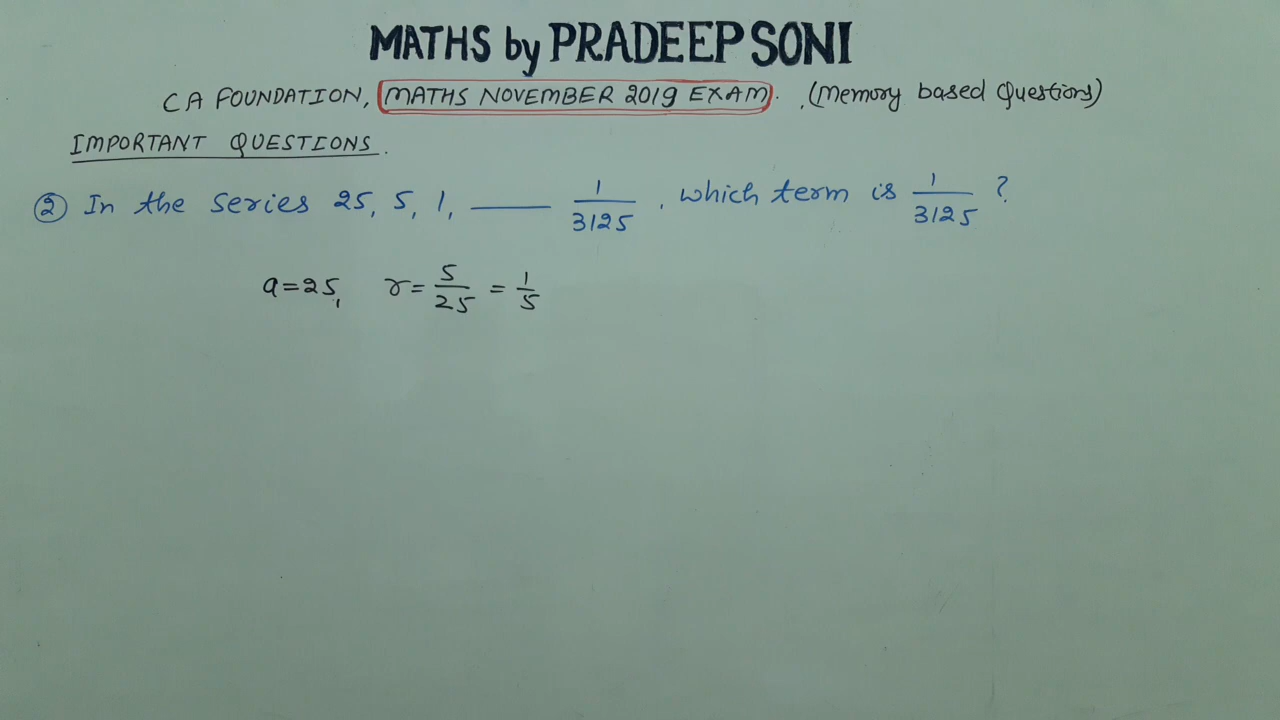 MATHS by PRADEEP SONI
CA FOUNDATION, MATHS NOVEMBER 2019 EXAM. (Memory based Questions)
IMPORTANT QUESTIONS.
② In the series 25, 5, 1, ——— 1/3125, which term is 1/3125 ?
a=25, r= 5/25 = 1/5